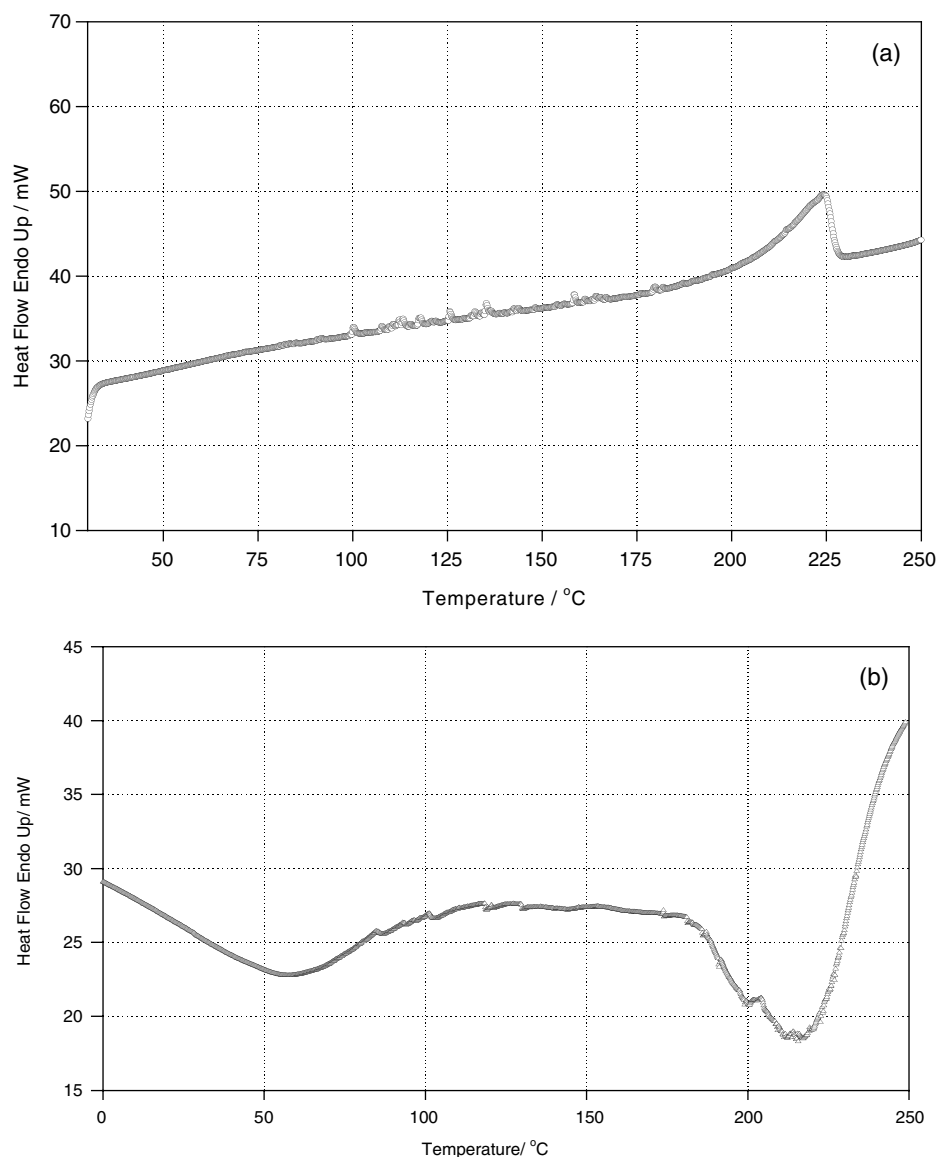 70
(a)
60
50
40
30
20
10
Heat Flow Endo Up / mW
50 75 100 125 150 175 200 225 250
Temperature / °C
45
(b)
40
35
30
25
20
15
Heat Flow Endo Up/ mW
0 50 100 150 200 250
Temperature/ °C